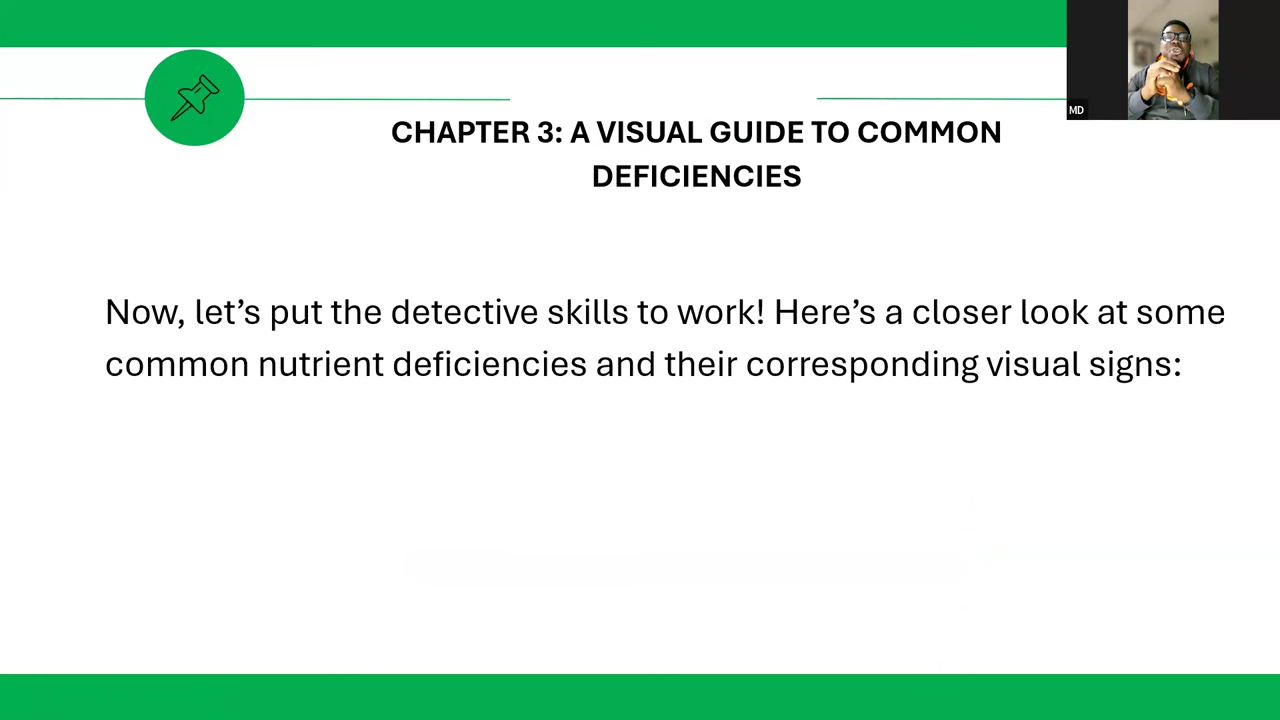 MD
CHAPTER 3: A VISUAL GUIDE TO COMMON
DEFICIENCIES
Now, let’s put the detective skills to work! Here’s a closer look at some
common nutrient deficiencies and their corresponding visual signs: